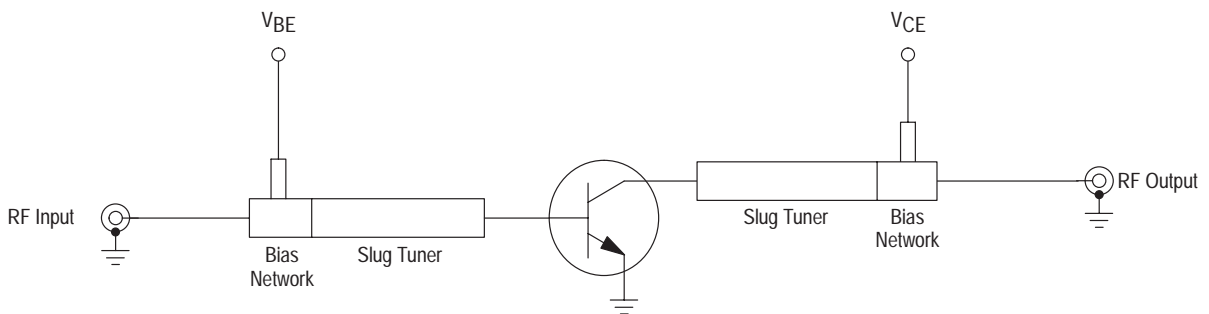 VBE
VCE
RF Input
RF Output
Bias
Network
Slug Tuner
Slug Tuner
Bias
Network